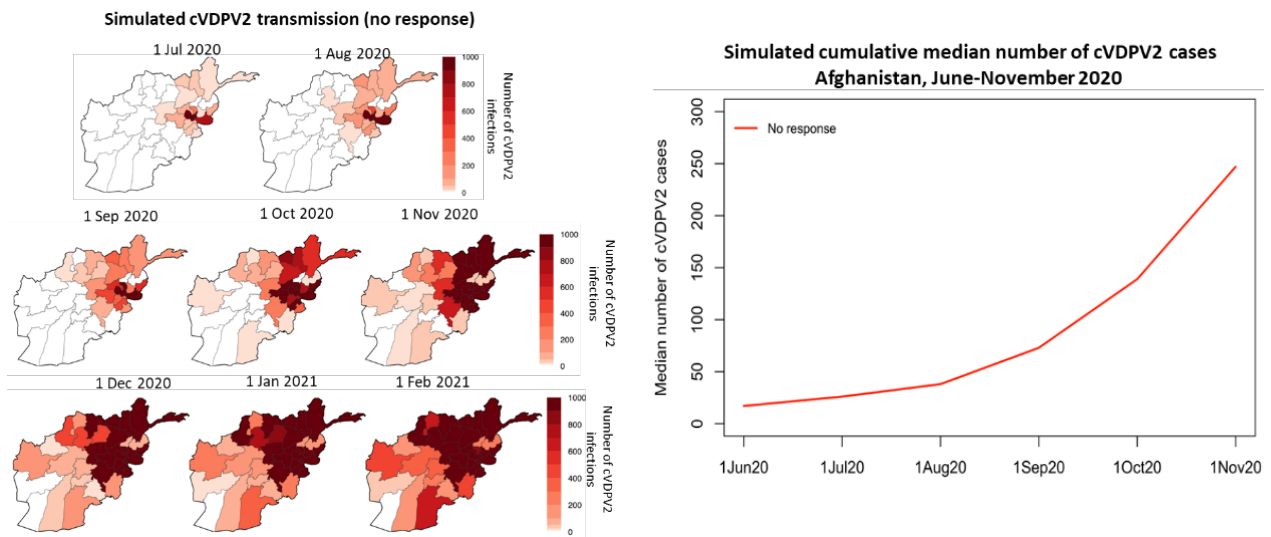 Simulated cVDPV2 transmission (no response)
1 Jul 2020
1 Aug 2020
1000
800
600
400
200
0
Number of cVDPV2
infections
1 Sep 2020
1 Oct 2020
1 Nov 2020
1000
800
600
400
200
0
Number of cVDPV2
infections
1 Dec 2020
1 Jan 2021
1 Feb 2021
1000
800
600
400
200
0
Number of cVDPV2
infections
Simulated cumulative median number of cVDPV2 cases
Afghanistan, June-November 2020
No response
Median number of cVDPV2 cases
300
250
200
150
100
50
0
1Jun20
1Jul20
1Aug20
1Sep20
1Oct20
1Nov20